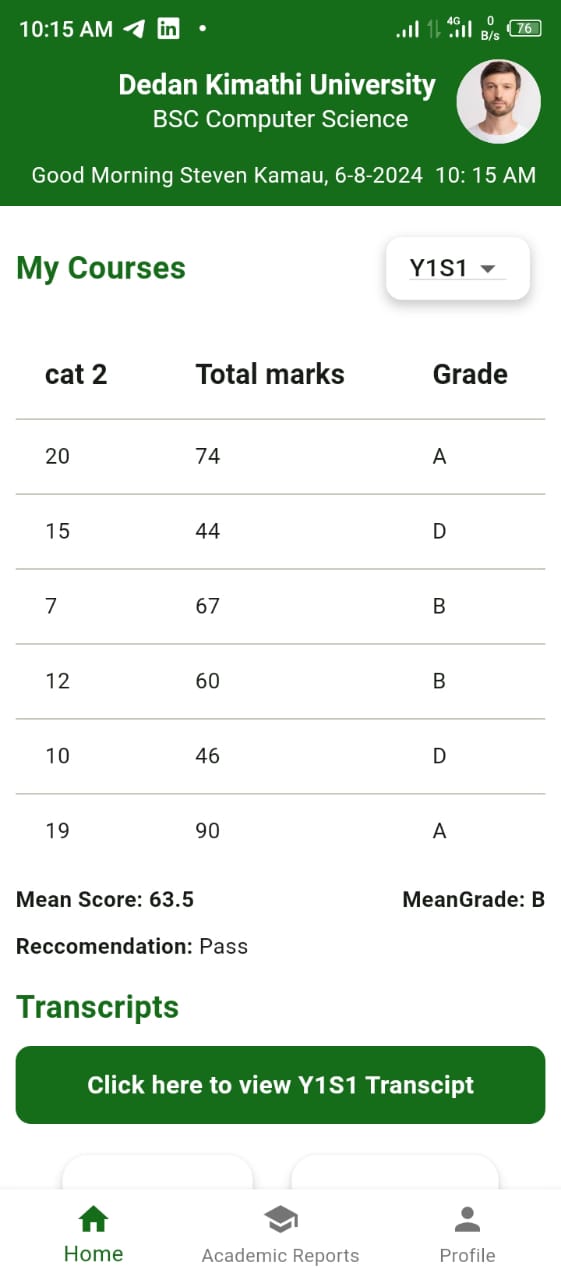 10:15 AM in • 4G 0 B/s 76
Dedan Kimathi University
BSC Computer Science
Good Morning Steven Kamau, 6-8-2024 10: 15 AM
My Courses Y1S1
cat 2 Total marks Grade
20 74 A
15 44 D
7 67 B
12 60 B
10 46 D
19 90 A
Mean Score: 63.5 MeanGrade: B
Reccomendation: Pass
Transcripts
Click here to view Y1S1 Transcipt
Home Academic Reports Profile